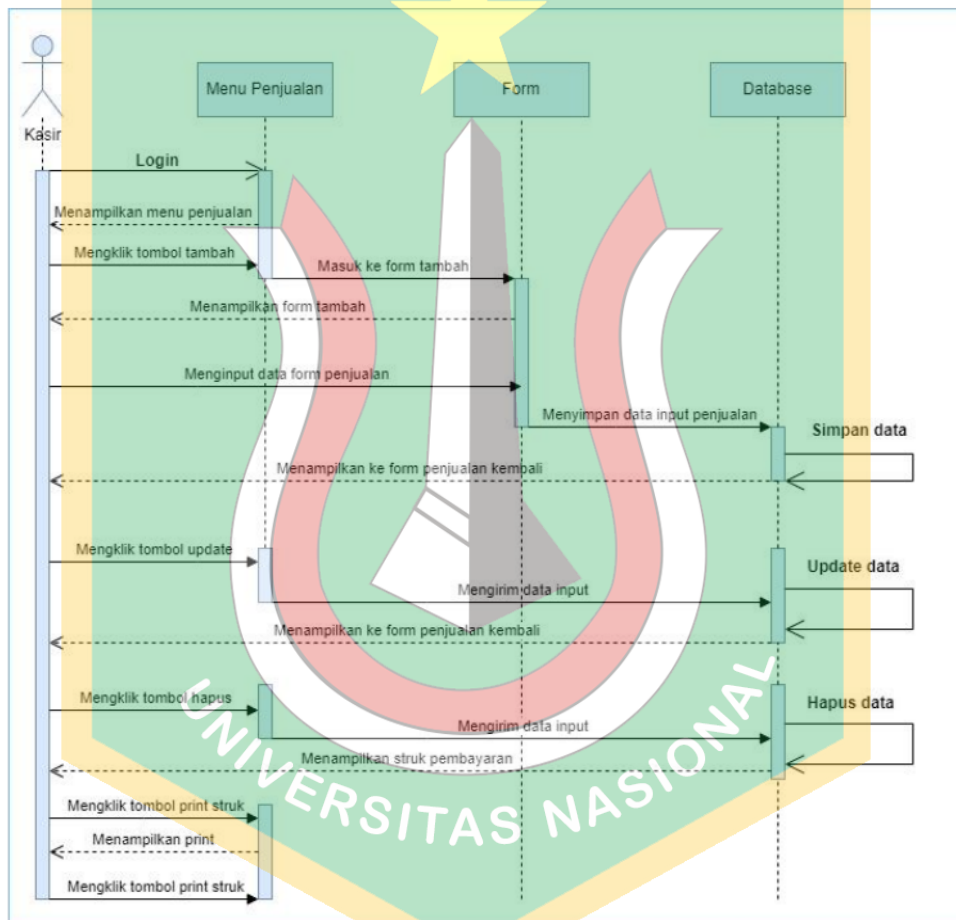 Kasir
Menu Penjualan
Form
Database
Login
Menampilkan menu penjualan
Mengklik tombol tambah
Masuk ke form tambah
Menampilkan form tambah
Menginput data form penjualan
Menyimpan data input penjualan
Simpan data
Menampilkan ke form penjualan kembali
Mengklik tombol update
Update data
Mengirim data input
Menampilkan ke form penjualan kembali
Mengklik tombol hapus
Hapus data
Mengirim data input
Menampilkan struk pembayaran
Mengklik tombol print struk
Menampilkan print
Mengklik tombol print struk
UNIVERSITAS NASIONAL